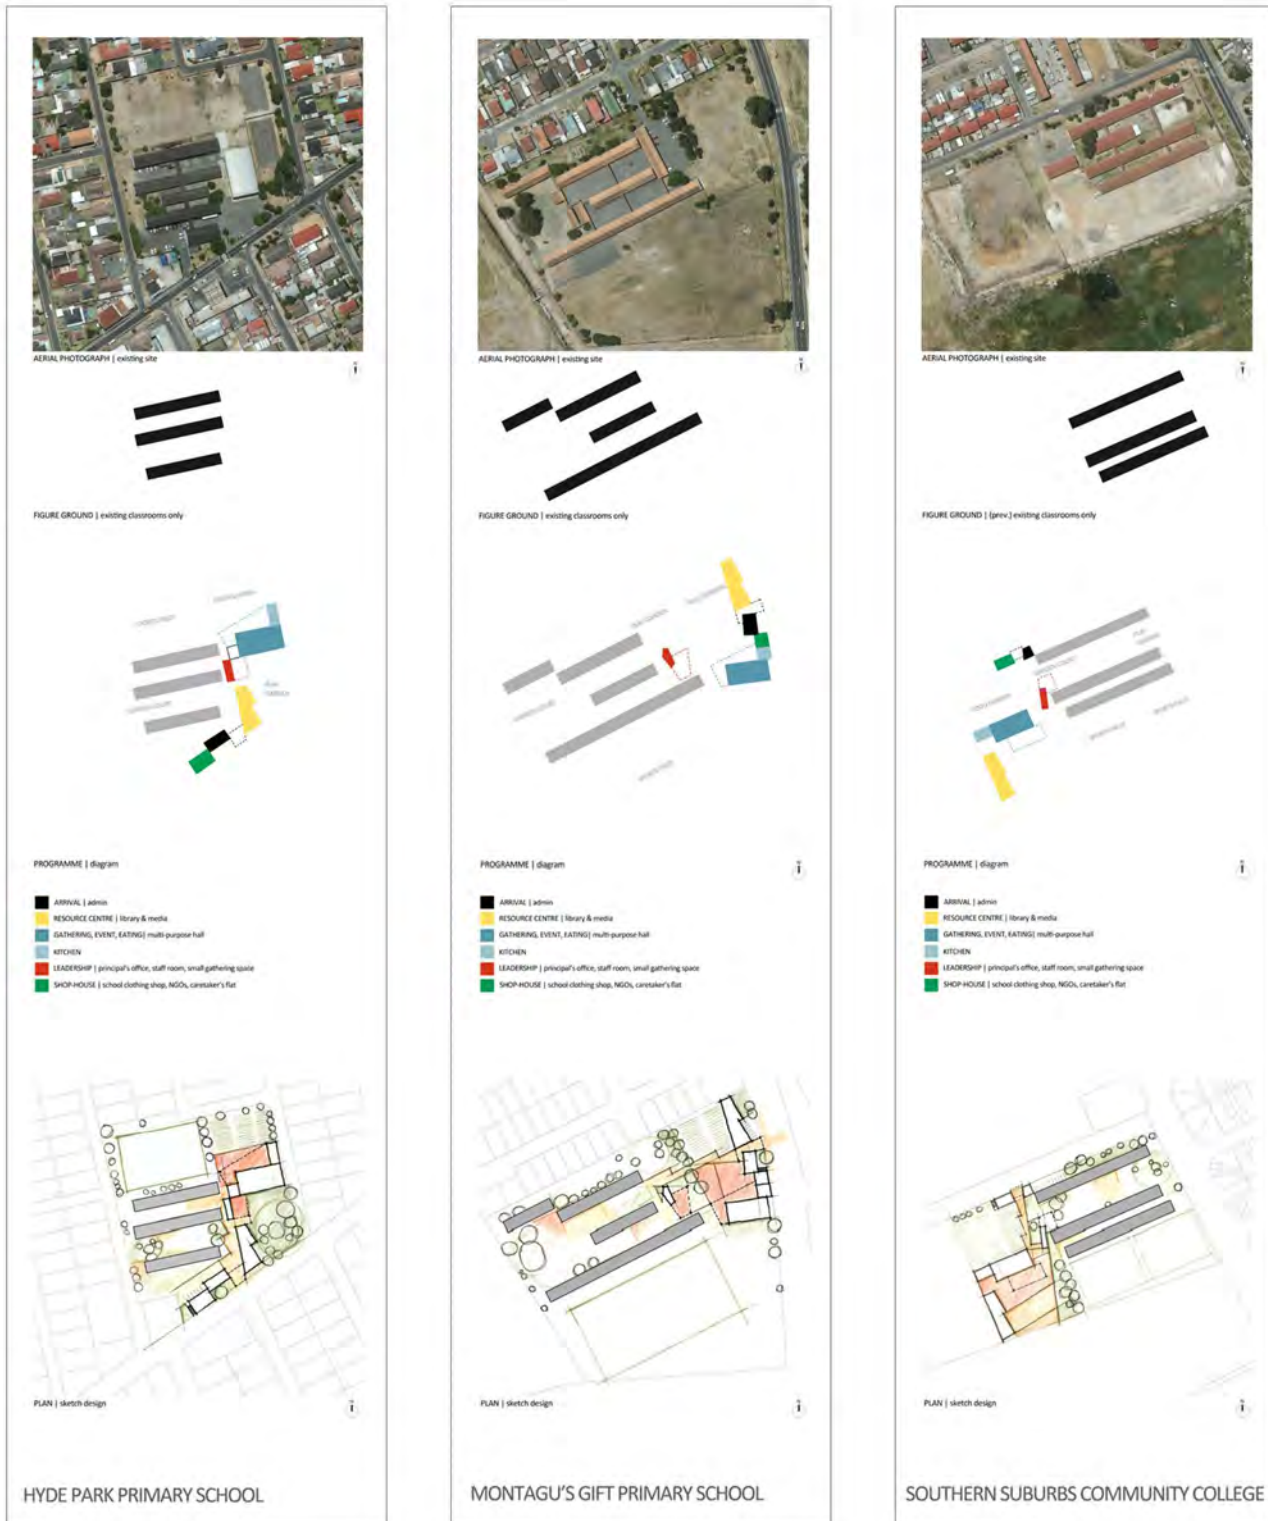 AERIAL PHOTOGRAPH | existing site
FIGURE GROUND | existing classrooms only
PROGRAMME | diagram
ARRIVAL | admin
RESOURCE CENTRE | library & media
GATHERING, EVENT, EATING| multi-purpose hall
KITCHEN
LEADERSHIP | principal's office, staff room, small gathering space
SHOP-HOUSE | school clothing shop, NGOs, caretaker's flat
PLAN | sketch design
HYDE PARK PRIMARY SCHOOL
AERIAL PHOTOGRAPH | existing site
FIGURE GROUND | existing classrooms only
PROGRAMME | diagram
ARRIVAL | admin
RESOURCE CENTRE | library & media
GATHERING, EVENT, EATING| multi-purpose hall
KITCHEN
LEADERSHIP | principal's office, staff room, small gathering space
SHOP-HOUSE | school clothing shop, NGOs, caretaker's flat
PLAN | sketch design
MONTAGU'S GIFT PRIMARY SCHOOL
AERIAL PHOTOGRAPH | existing site
FIGURE GROUND | (prev.) existing classrooms only
PROGRAMME | diagram
ARRIVAL | admin
RESOURCE CENTRE | library & media
GATHERING, EVENT, EATING| multi-purpose hall
KITCHEN
LEADERSHIP | principal's office, staff room, small gathering space
SHOP-HOUSE | school clothing shop, NGOs, caretaker's flat
PLAN | sketch design
SOUTHERN SUBURBS COMMUNITY COLLEGE